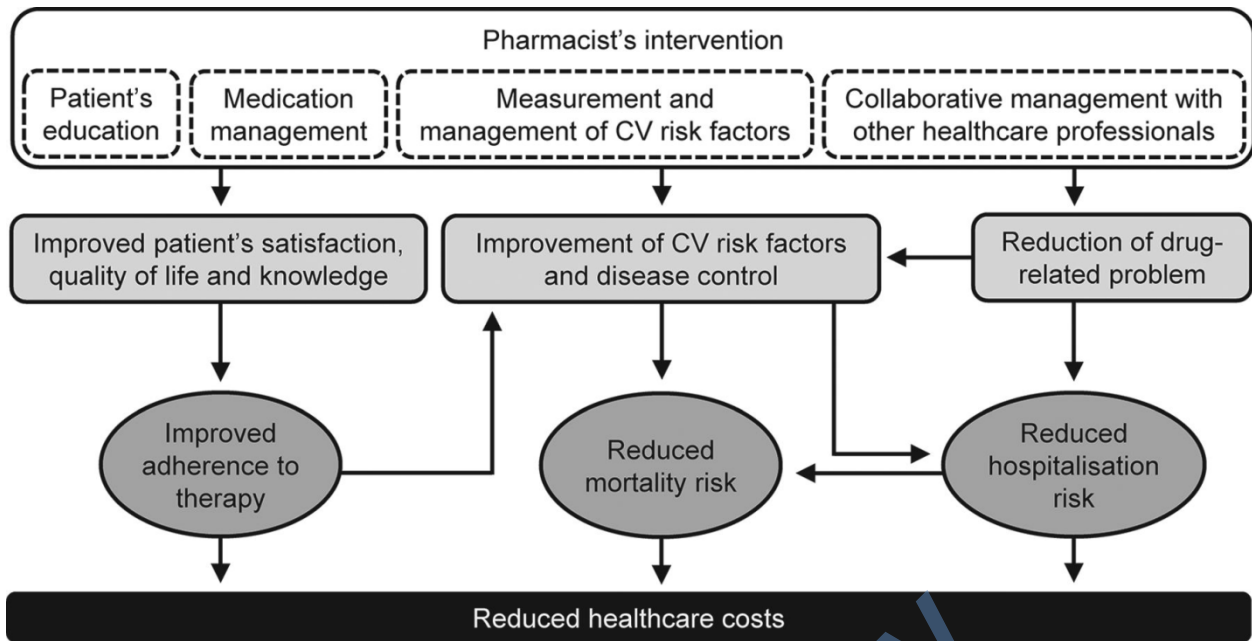 Pharmacist's intervention
Patient's
education
Medication
management
Measurement and
management of CV risk factors
Collaborative management with
other healthcare professionals
Improved patient's satisfaction,
quality of life and knowledge
Improvement of CV risk factors
and disease control
Reduction of drug-
related problem
Improved
adherence to
therapy
Reduced
mortality risk
Reduced
hospitalisation
risk
Reduced healthcare costs